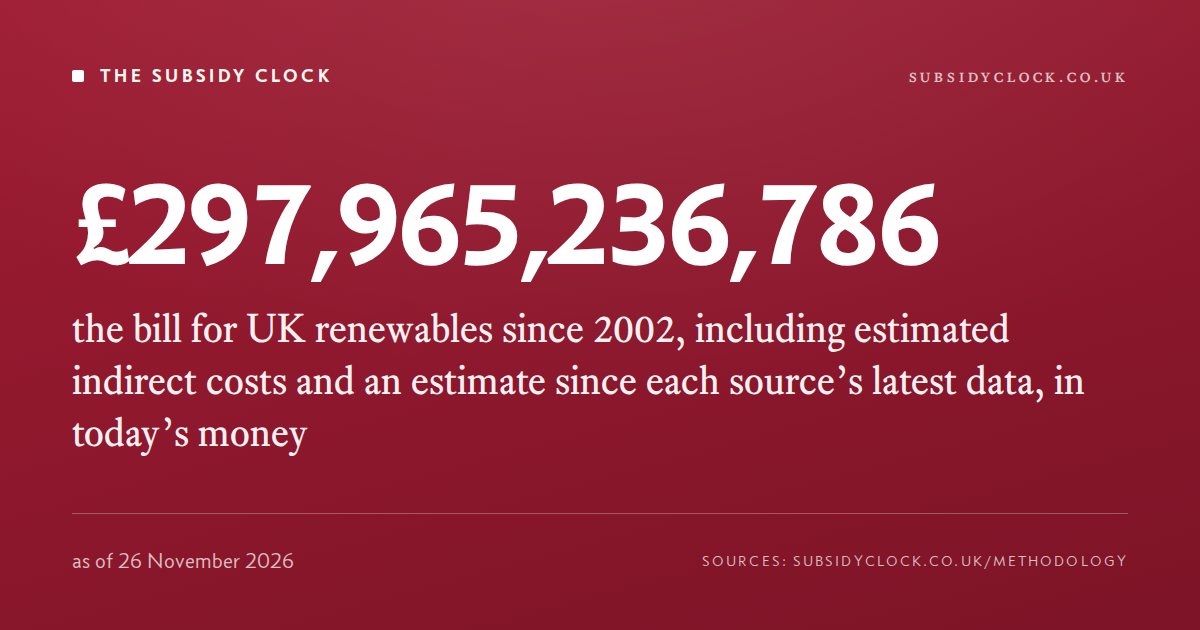 THE SUBSIDY CLOCK
SUBSIDYCLOCK.CO.UK
£297,965,236,786
the bill for UK renewables since 2002, including estimated
indirect costs and an estimate since each source’s latest data, in
today’s money
as of 26 November 2026
SOURCES: SUBSIDYCLOCK.CO.UK/METHODOLOGY